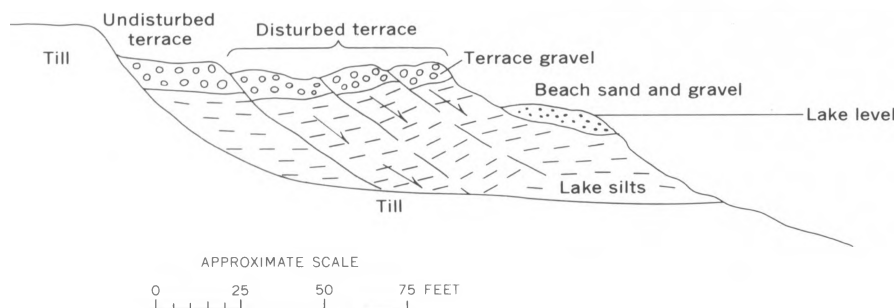 Undisturbed
terrace
Disturbed terrace
Till
Terrace gravel
Beach sand and gravel
Lake level
Lake silts
Till
APPROXIMATE SCALE
0 25 50 75 FEET